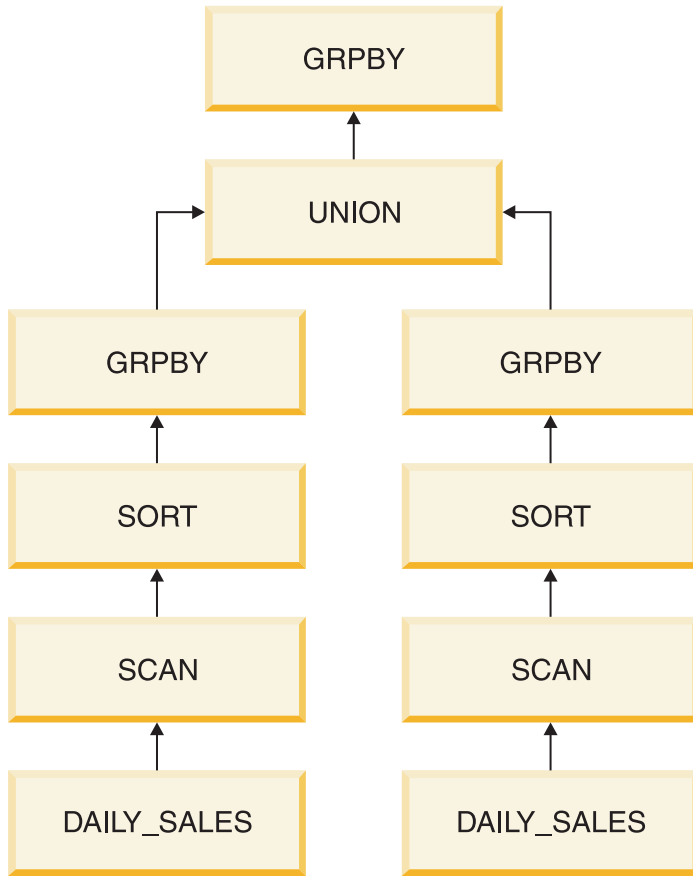 GRPBY
UNION
GRPBY
GRPBY
SORT
SORT
SCAN
SCAN
DAILY_SALES
DAILY_SALES